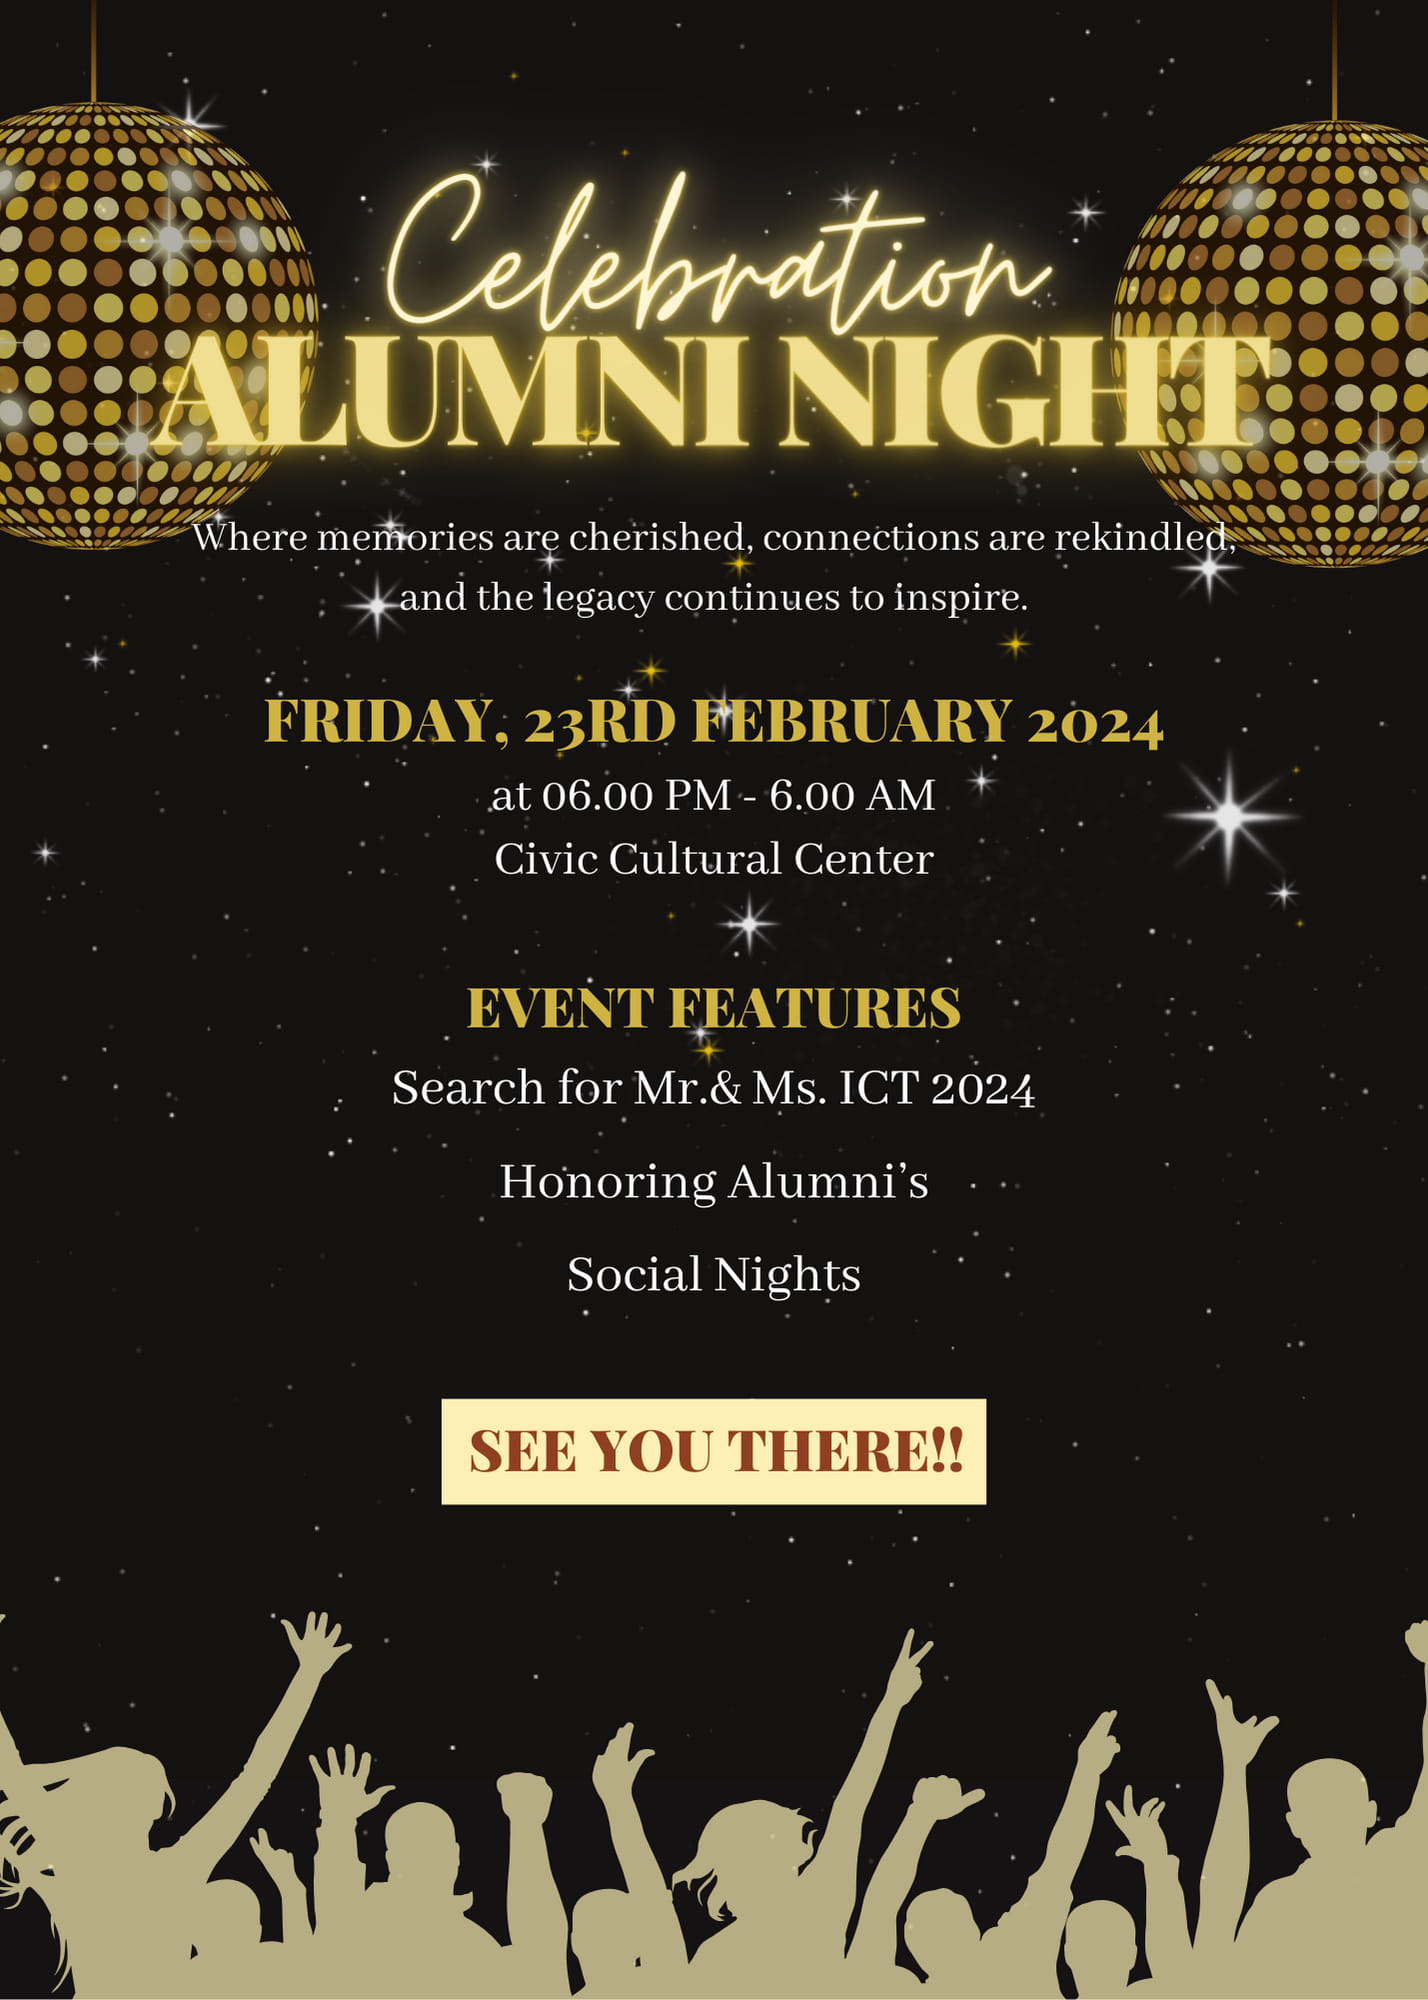 Celebration
ALUMNI NIGHT
Where memories are cherished, connections are rekindled,
and the legacy continues to inspire.
FRIDAY, 23RD FEBRUARY 2024
at 06.00 PM - 6.00 AM
Civic Cultural Center
EVENT FEATURES
Search for Mr.& Ms. ICT 2024
Honoring Alumni’s
Social Nights
SEE YOU THERE!!